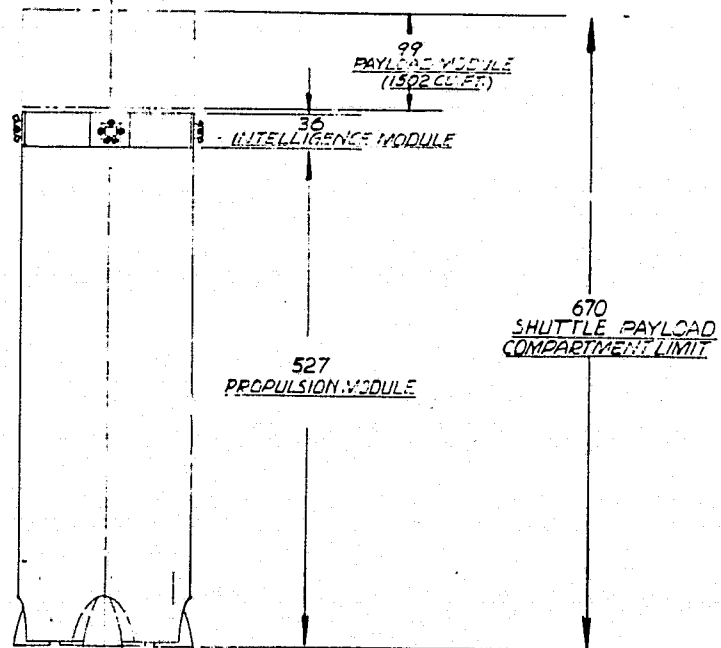 99
PAYLOAD MODULE
(1502 CU. FT.)
36
INTELLIGENCE MODULE
670
SHUTTLE PAYLOAD
COMPARTMENT LIMIT
527
PROPULSION MODULE